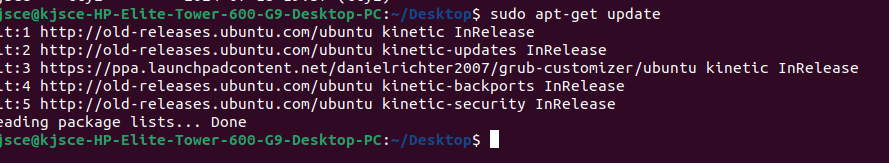 jsce@kjsce-HP-Elite-Tower-600-G9-Desktop-PC:~/Desktop$ sudo apt-get update
it:1 http://old-releases.ubuntu.com/ubuntu kinetic InRelease
it:2 http://old-releases.ubuntu.com/ubuntu kinetic-updates InRelease
it:3 https://ppa.launchpadcontent.net/danielrichter2007/grub-customizer/ubuntu kinetic InRelease
it:4 http://old-releases.ubuntu.com/ubuntu kinetic-backports InRelease
it:5 http://old-releases.ubuntu.com/ubuntu kinetic-security InRelease
eading package lists... Done
jsce@kjsce-HP-Elite-Tower-600-G9-Desktop-PC:~/Desktop$